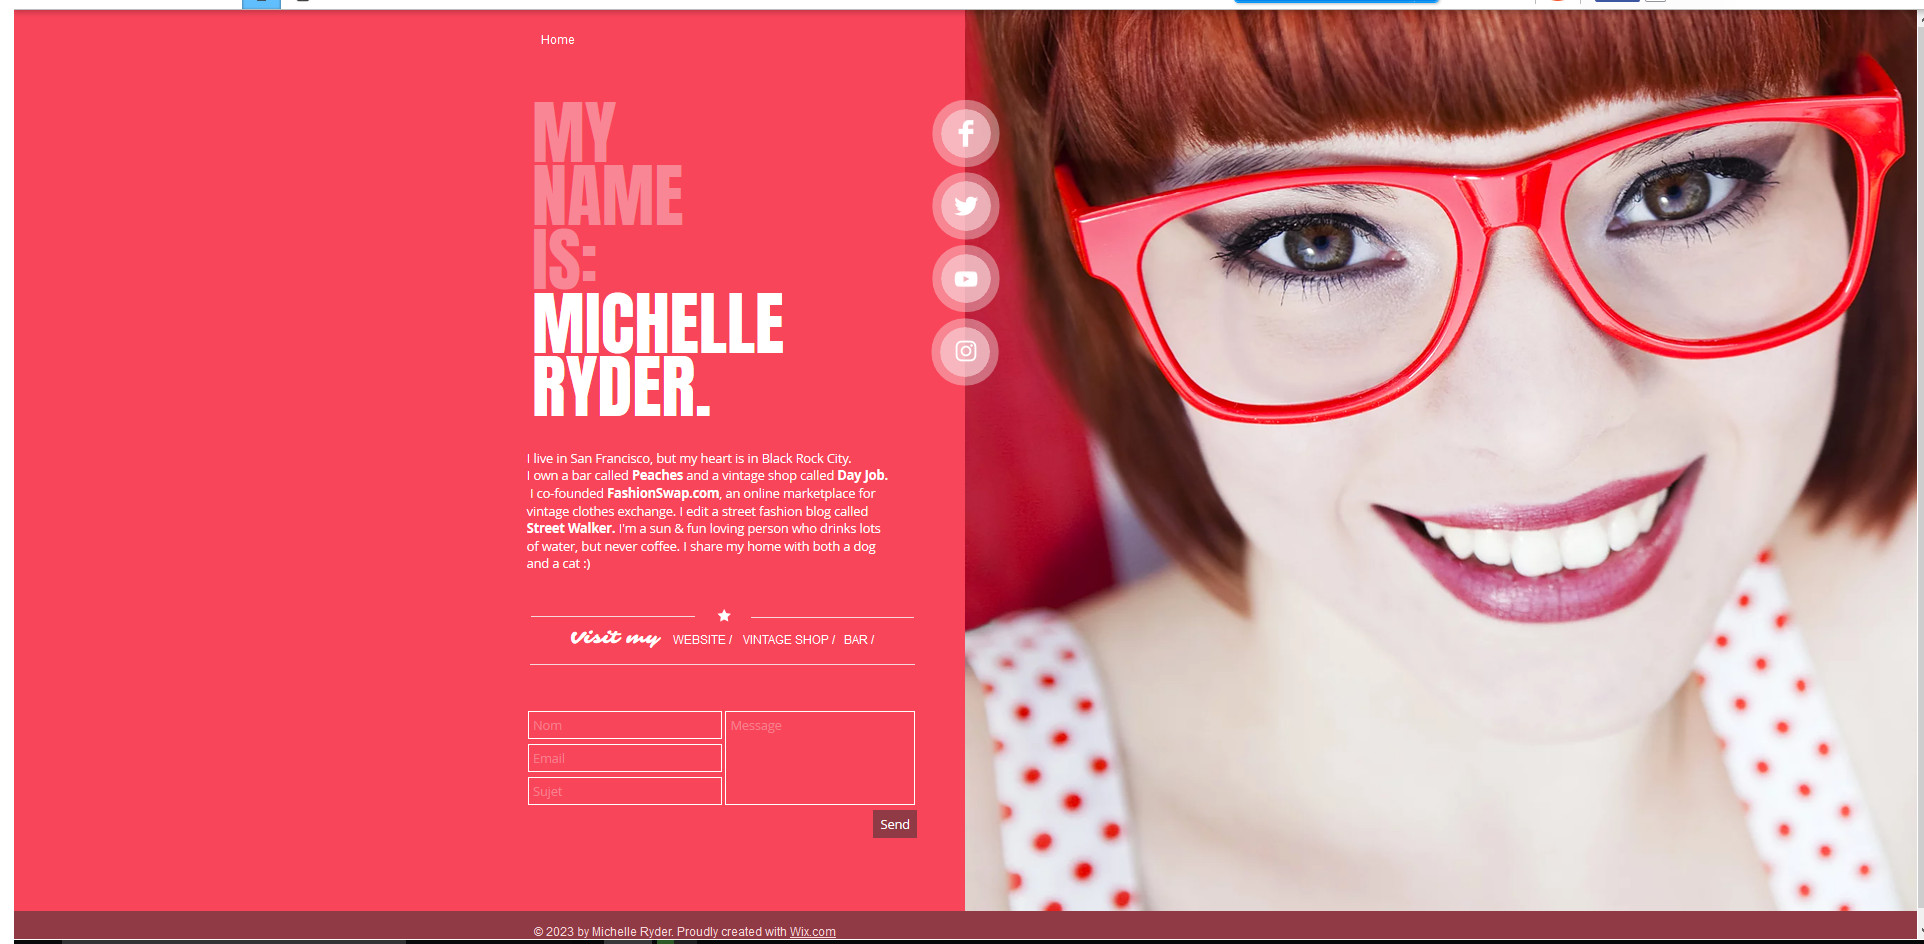 Home
MY
NAME
IS:
MICHELLE
RYDER.
I live in San Francisco, but my heart is in Black Rock City.
I own a bar called Peaches and a vintage shop called Day Job.
I co-founded FashionSwap.com, an online marketplace for
vintage clothes exchange. I edit a street fashion blog called
Street Walker. I'm a sun & fun loving person who drinks lots
of water, but never coffee. I share my home with both a dog
and a cat :)
Visit my WEBSITE / VINTAGE SHOP / BAR /
Nom
Message
Email
Sujet
Send
© 2023 by Michelle Ryder. Proudly created with Wix.com